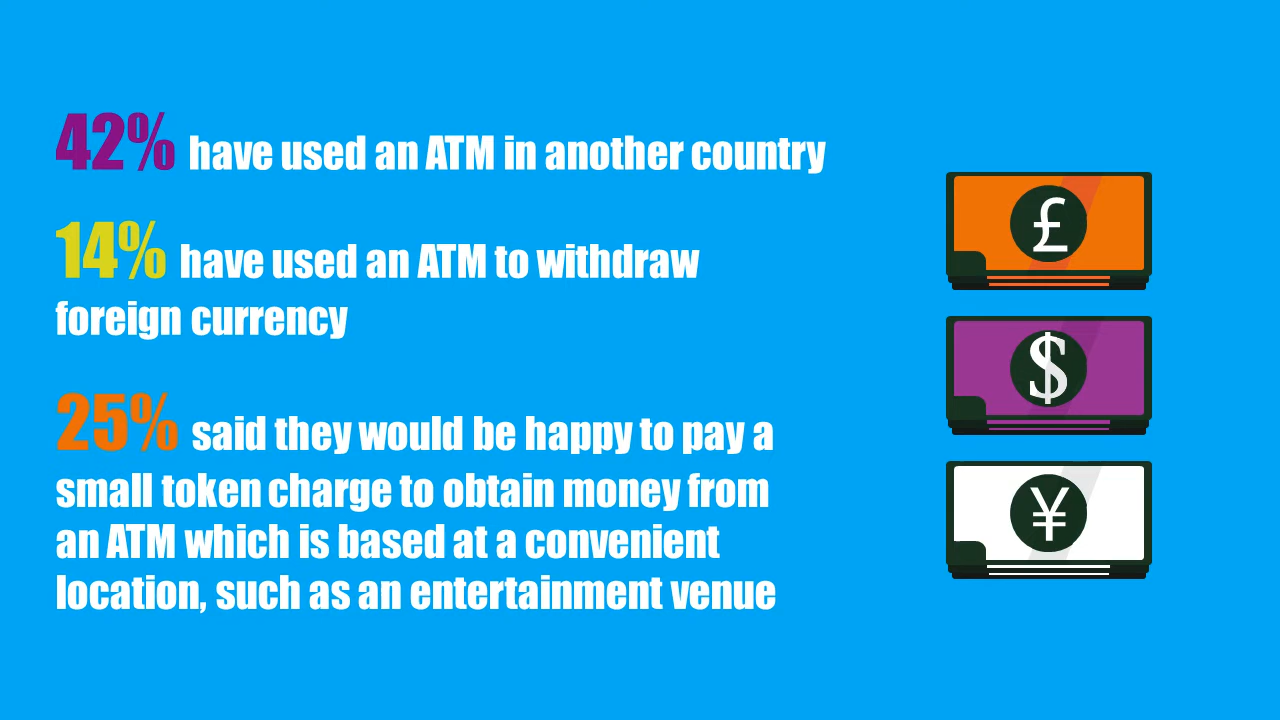 42% have used an ATM in another country
14% have used an ATM to withdraw
foreign currency
25% said they would be happy to pay a
small token charge to obtain money from
an ATM which is based at a convenient
location, such as an entertainment venue
£
$
¥